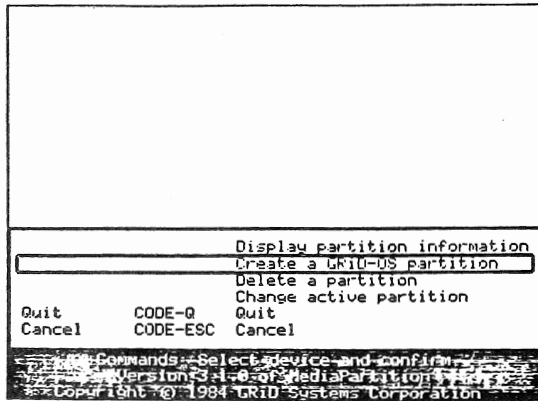 Display partition information
Create a GRiD-OS partition
Delete a partition
Change active partition
Quit CODE-Q Quit
Cancel CODE-ESC Cancel
Commands: Select device and confirm
Version 3.1.0 of MediaPartition
Copyright © 1984 GRiD Systems Corporation